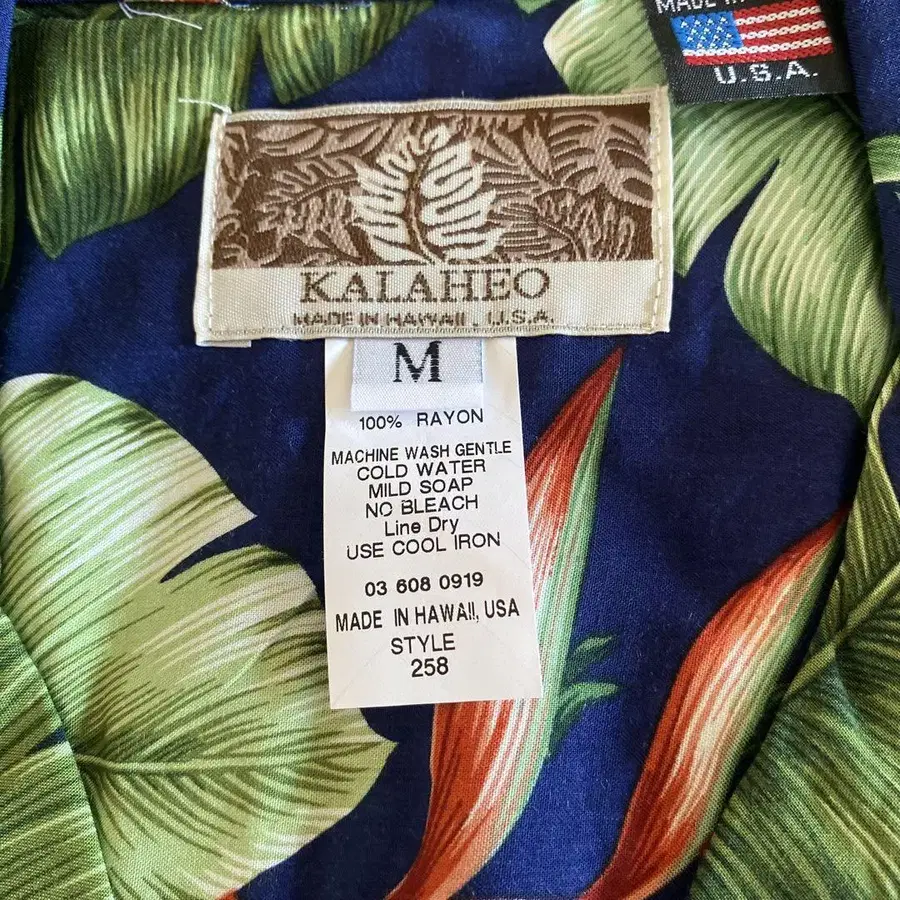 MADE IN
U.S.A.
KALAHEO
MADE IN HAWAII, U.S.A.
M
100% RAYON
MACHINE WASH GENTLE
COLD WATER
MILD SOAP
NO BLEACH
Line Dry
USE COOL IRON
03 608 0919
MADE IN HAWAII, USA
STYLE
258